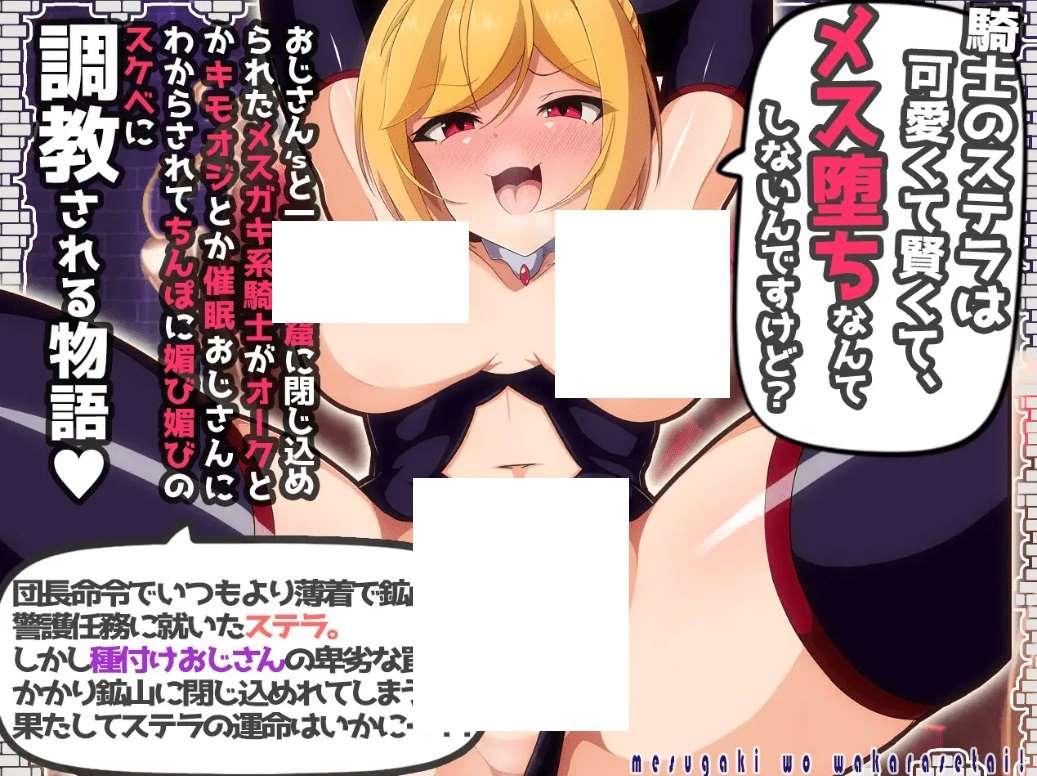 騎士のステラは
可愛くて賢くて、
メス堕ちなんて
しないんですけど？
おじさん'sと一
窟に閉じ込め
られたメスガキ系騎士がオークと
かキモオジとか催眠おじさんに
わからされてちんぽに媚び媚びの
スケベに
調教される物語♥
団長命令でいつもより薄着で鉱
警護任務に就いたステラ。
しかし種付けおじさんの卑劣な
かかり鉱山に閉じ込めれてしま
果たしてステラの運命はいかに
mesugaki wo wakarasetai!